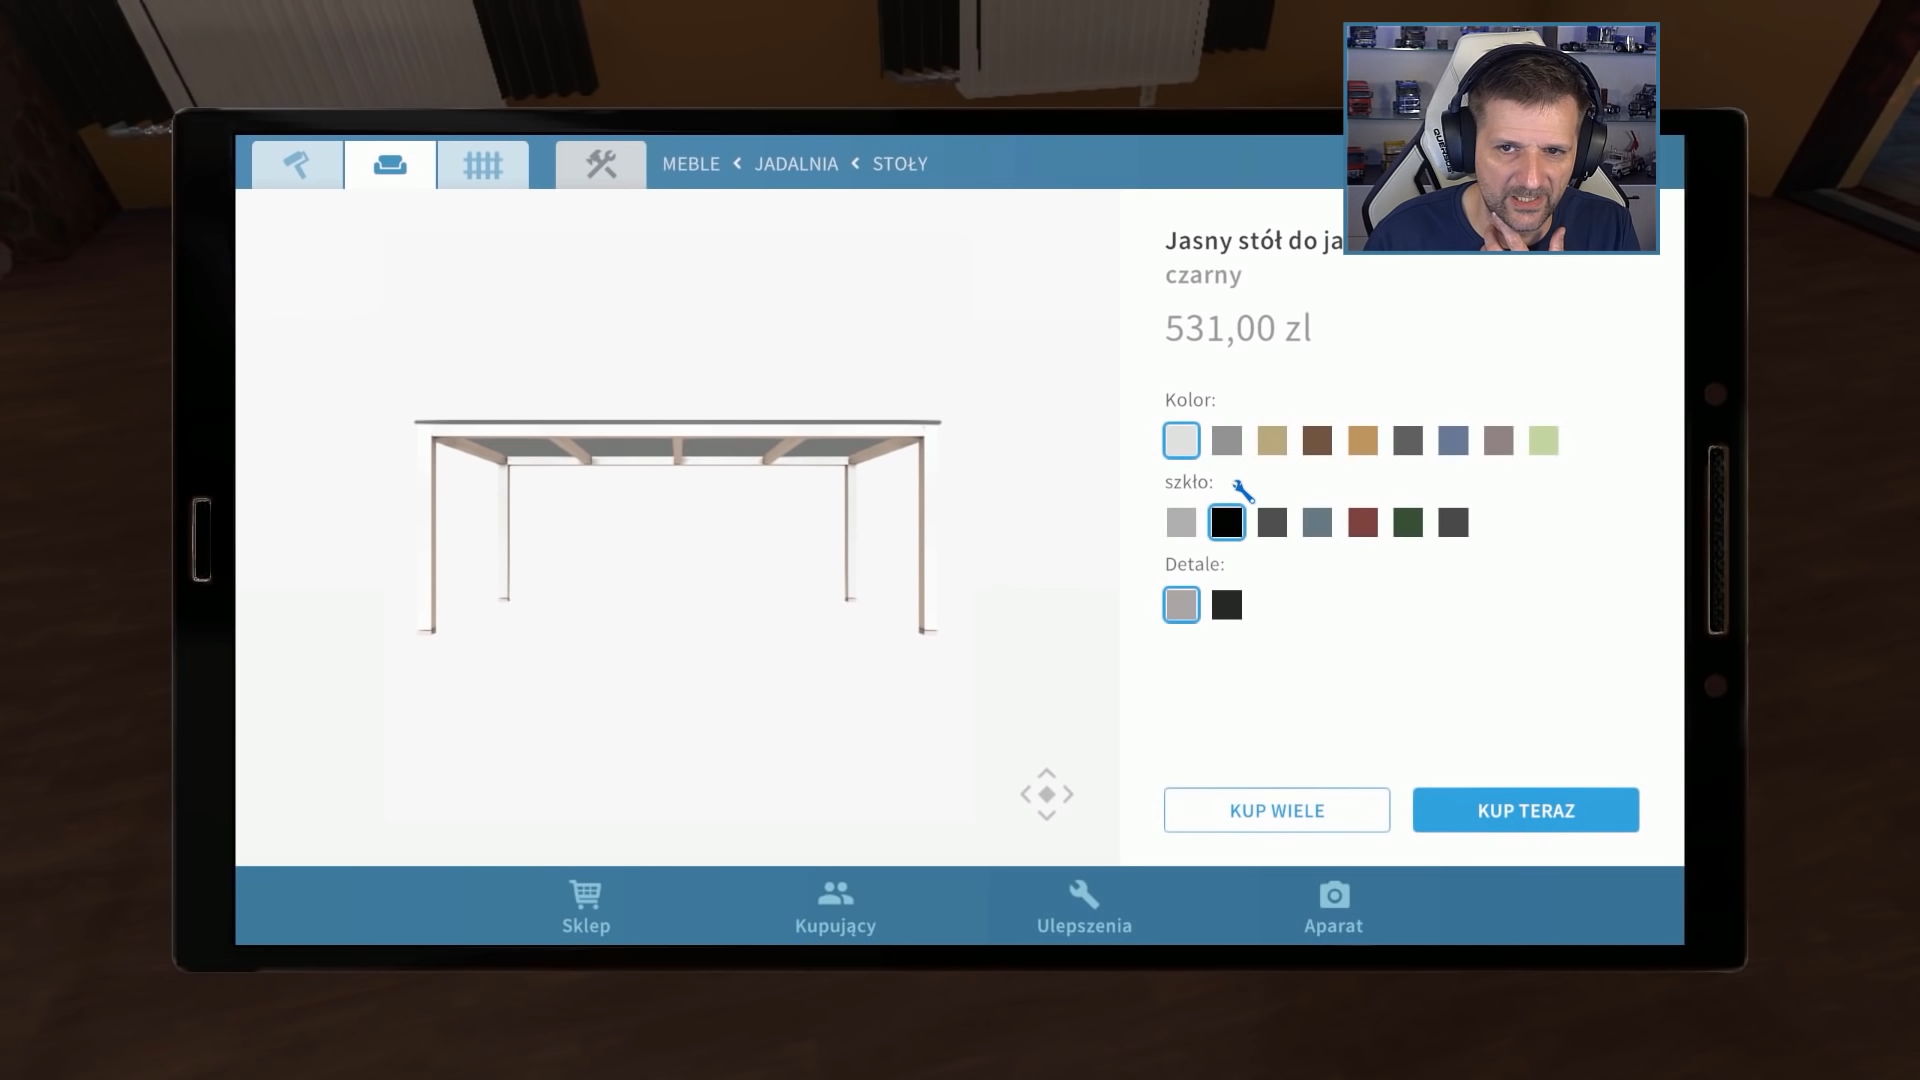 MEBLE < JADALNIA < STOŁY
Jasny stół do ja
czarny
531,00 zl
Kolor:
szkło:
Detale:
KUP WIELE
KUP TERAZ
Sklep
Kupujący
Ulepszenia
Aparat